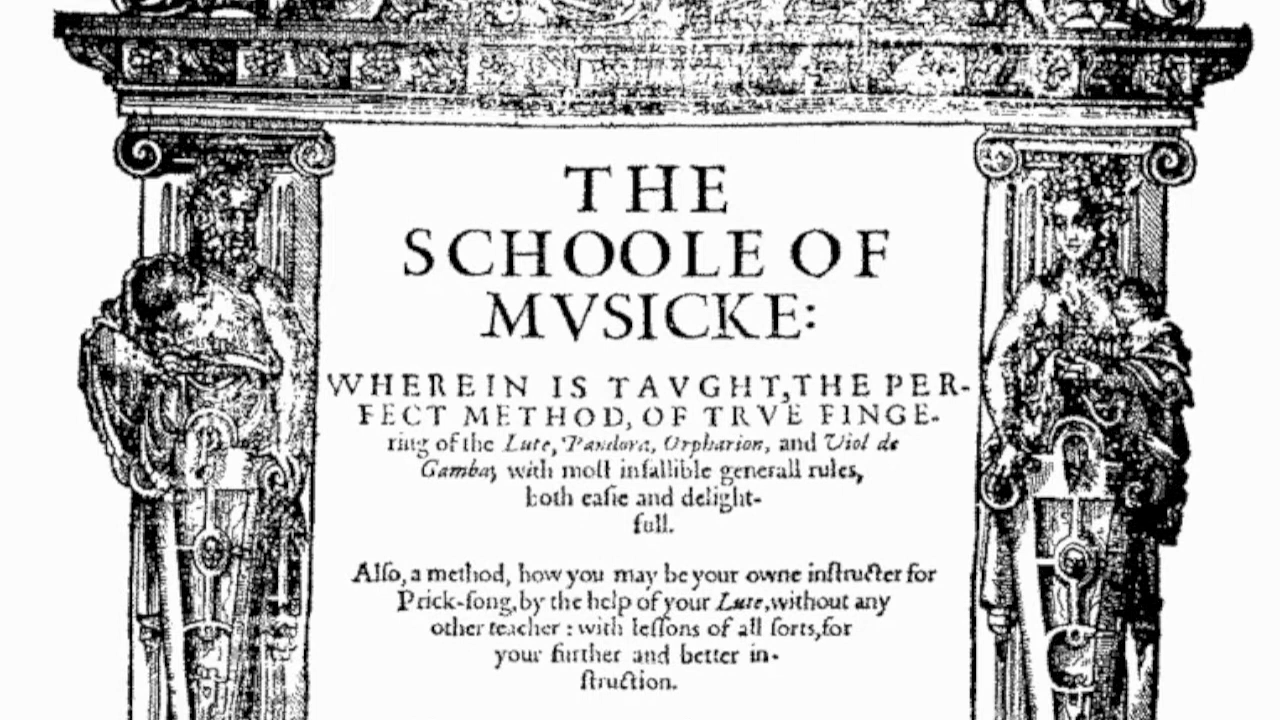 THE
SCHOOLE OF
MVSICKE:
WHEREIN IS TAVGHT, THE PER-
FECT METHOD, OF TRVE FINGE-
ring of the Lute, Pandora, Orpharion, and Viol de
Gamba; with most infallible generall rules,
both easie and delight-
full.
Also, a method, how you may be your owne instructer for
Prick-song, by the help of your Lute, without any
other teacher: with lessons of all sorts, for
your further and better in-
struction.